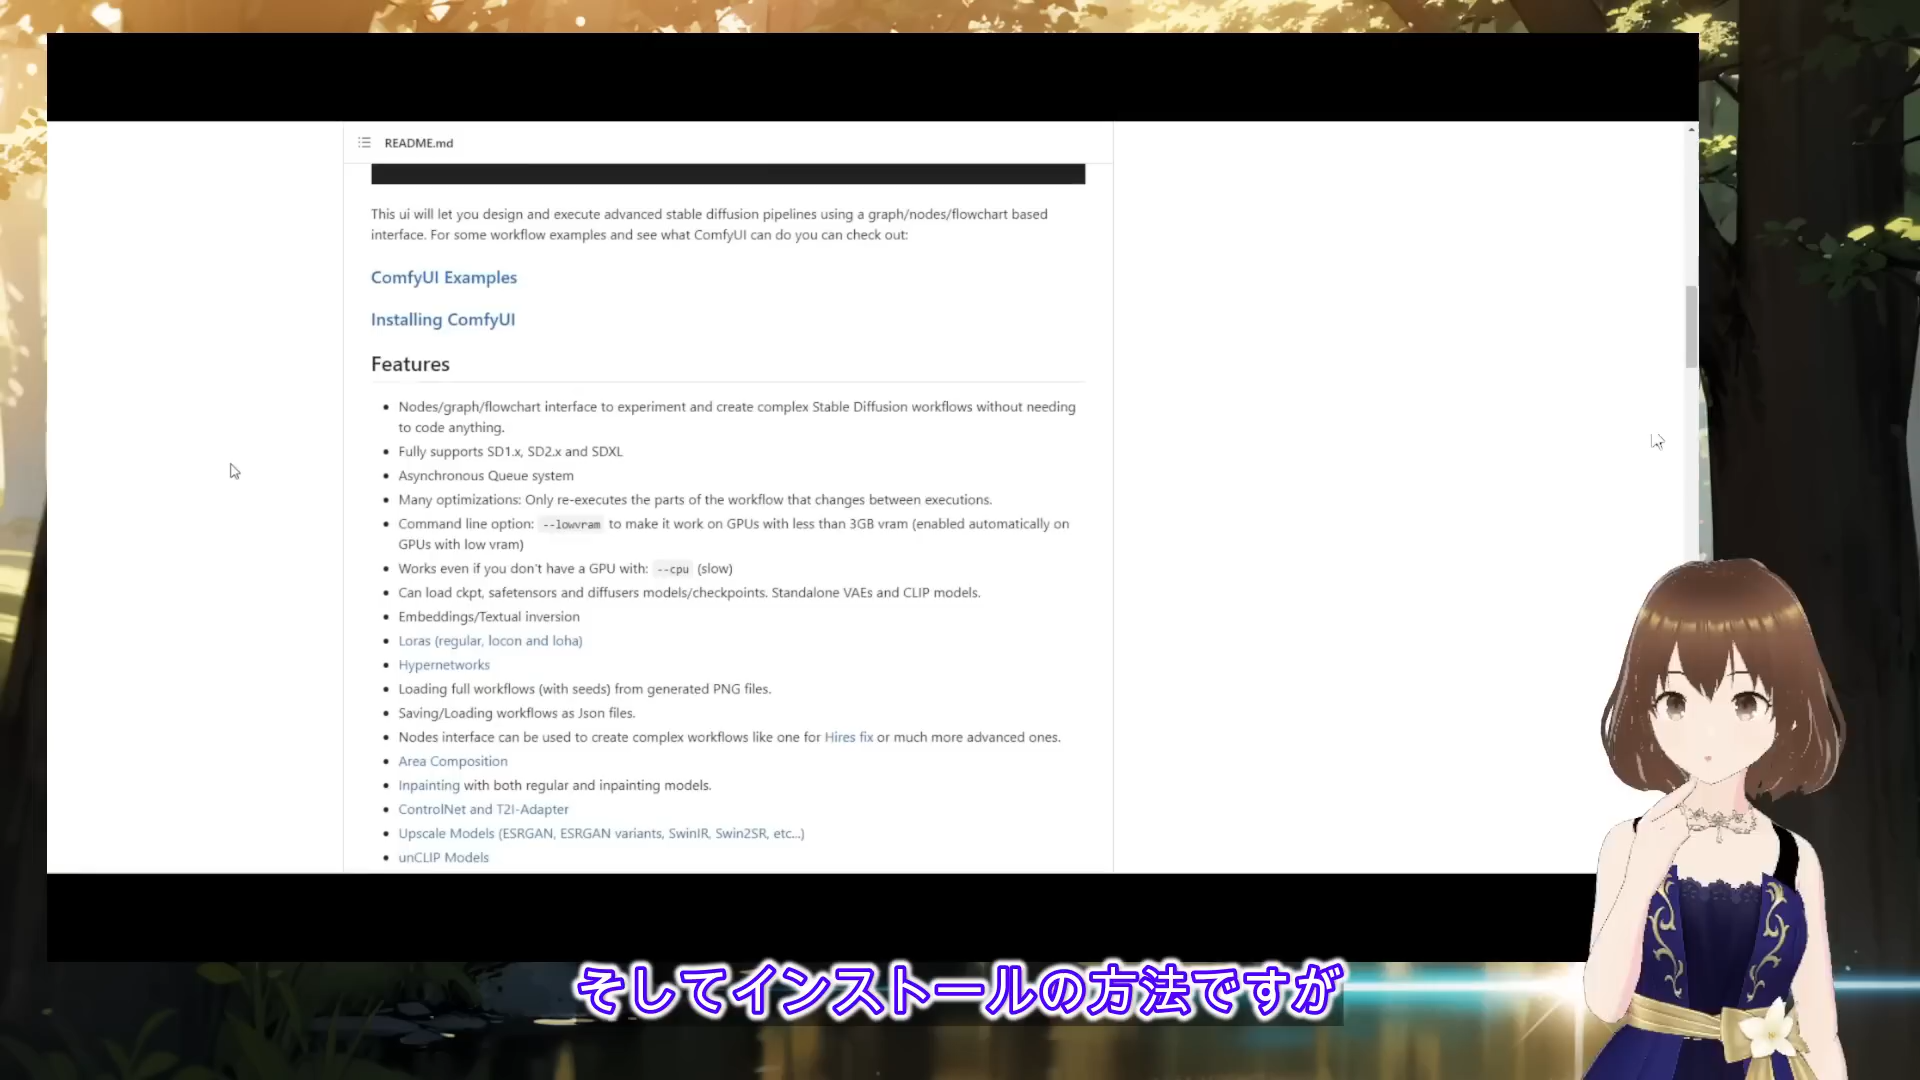 README.md
This ui will let you design and execute advanced stable diffusion pipelines using a graph/nodes/flowchart based
interface. For some workflow examples and see what ComfyUI can do you can check out:
ComfyUI Examples
Installing ComfyUI
Features
Nodes/graph/flowchart interface to experiment and create complex Stable Diffusion workflows without needing
to code anything.
Fully supports SD1.x, SD2.x and SDXL
Asynchronous Queue system
Many optimizations: Only re-executes the parts of the workflow that changes between executions.
Command line option: --lowvram to make it work on GPUs with less than 3GB vram (enabled automatically on
GPUs with low vram)
Works even if you don't have a GPU with: --cpu (slow)
Can load ckpt, safetensors and diffusers models/checkpoints. Standalone VAEs and CLIP models.
Embeddings/Textual inversion
Loras (regular, locon and loha)
Hypernetworks
Loading full workflows (with seeds) from generated PNG files.
Saving/Loading workflows as Json files.
Nodes interface can be used to create complex workflows like one for Hires fix or much more advanced ones.
Area Composition
Inpainting with both regular and inpainting models.
ControlNet and T2I-Adapter
Upscale Models (ESRGAN, ESRGAN variants, SwinIR, Swin2SR, etc...)
unCLIP Models
そしてインストールの方法ですが